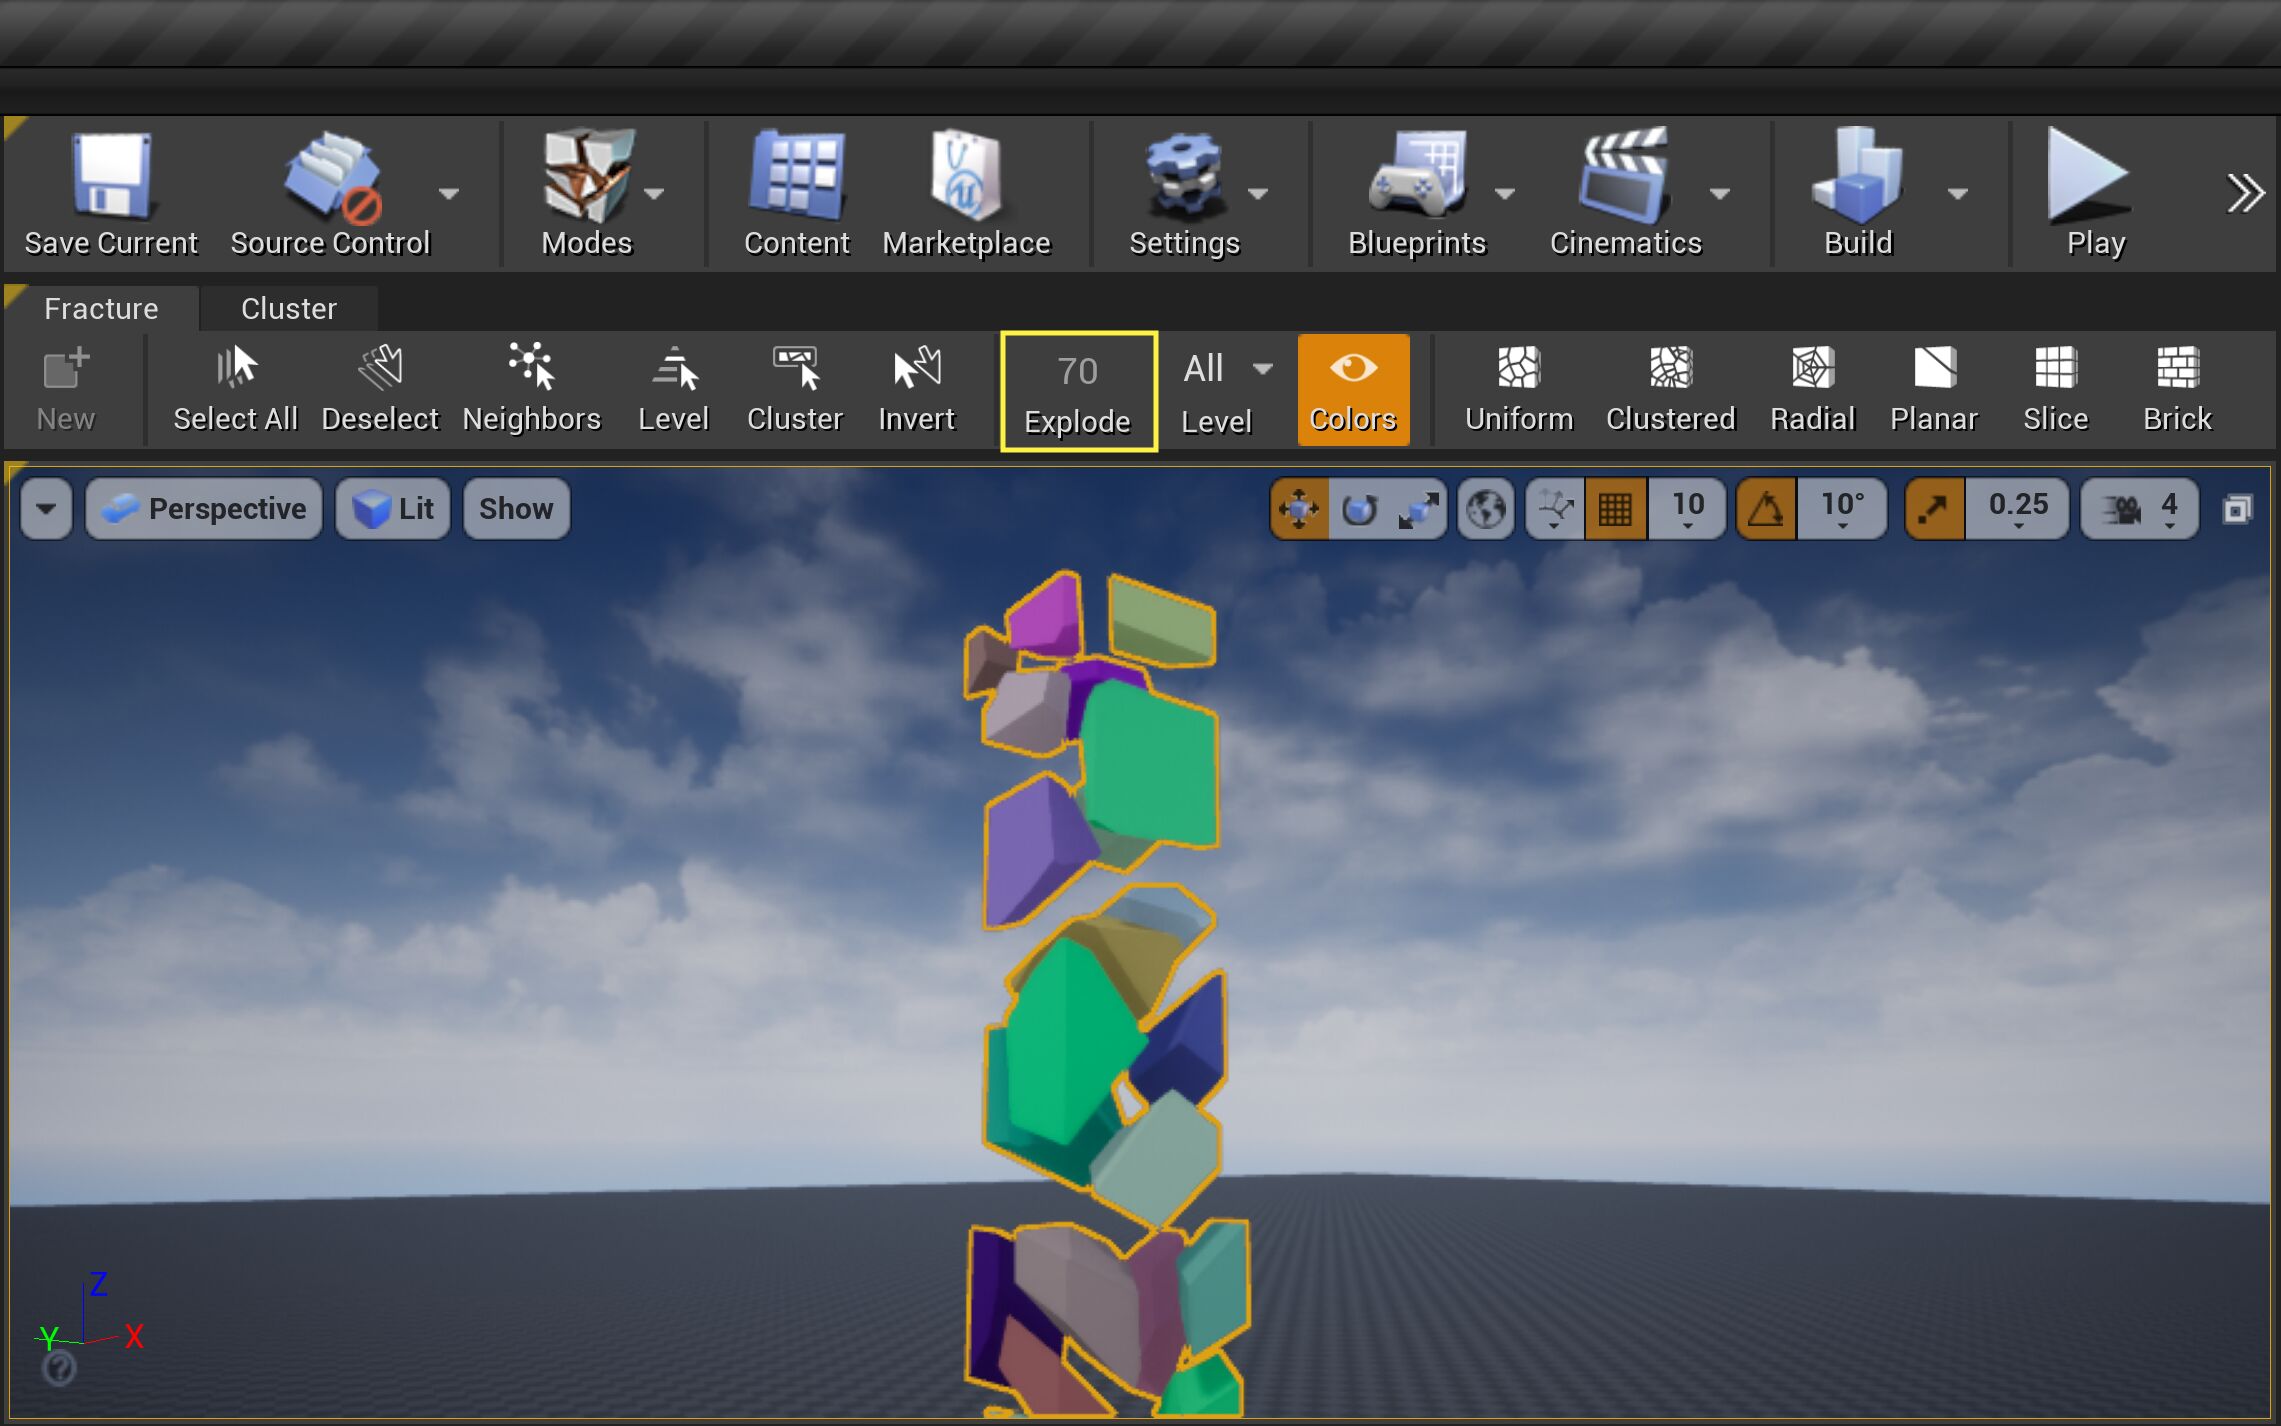 Save Current Source Control Modes Content Marketplace Settings Blueprints Cinematics Build Play
Fracture Cluster
70 All
New Select All Deselect Neighbors Level Cluster Invert Explode Level Colors Uniform Clustered Radial Planar Slice Brick
Perspective Lit Show 10 10° 0.25 4
Z
Y X
?